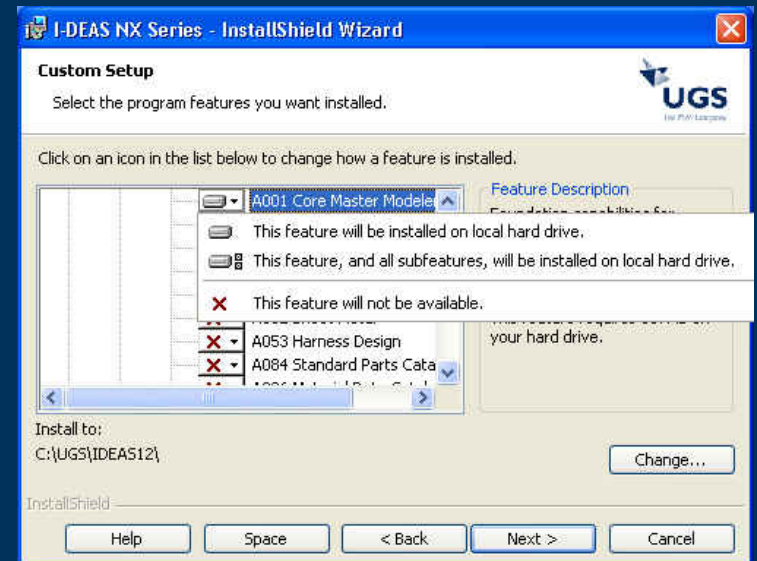 I-DEAS NX Series - InstallShield Wizard
Custom Setup
Select the program features you want installed.
UGS
Click on an icon in the list below to change how a feature is installed.
A001 Core Master Modeler
Feature Description
This feature will be installed on local hard drive.
This feature, and all subfeatures, will be installed on local hard drive.
This feature will not be available.
A053 Harness Design
your hard drive.
A084 Standard Parts Cata
Install to:
C:\UGS\IDEAS12\
Change...
InstallShield
Help
Space
< Back
Next >
Cancel